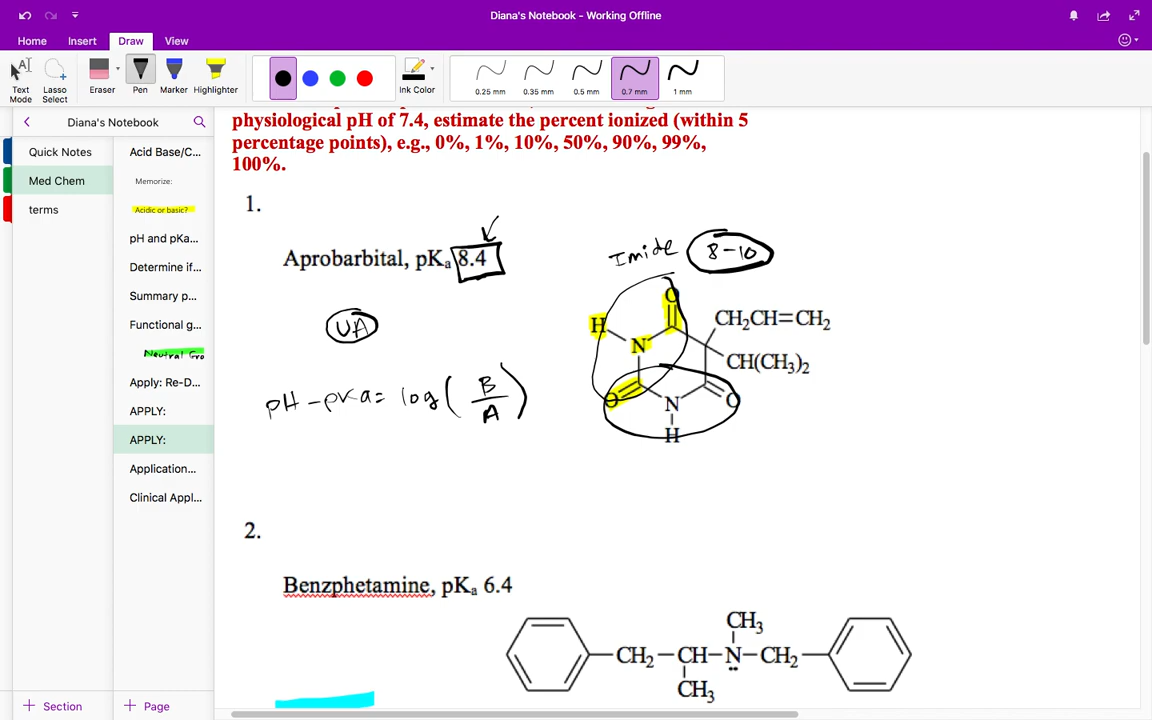 Diana's Notebook - Working Offline
Home Insert Draw View
Text Mode
Lasso Select
Eraser
Pen
Marker
Highlighter
Ink Color
0.25 mm
0.35 mm
0.5 mm
0.7 mm
1 mm
Diana's Notebook
Quick Notes
Med Chem
terms
Acid Base/C...
Memorize:
Acidic or basic?
pH and pKa...
Determine if...
Summary p...
Functional g...
Neutral Gro
Apply: Re-D...
APPLY:
APPLY:
Application...
Clinical Appl...
+ Section
+ Page
physiological pH of 7.4, estimate the percent ionized (within 5
percentage points), e.g., 0%, 1%, 10%, 50%, 90%, 99%,
100%.
1.
Aprobarbital, pKa 8.4
Imide 8-10
UA
pH-pKa=log(B/A)
O
H
N
CH2CH=CH2
CH(CH3)2
O
N
O
H
2.
Benzphetamine, pKa 6.4
CH3
CH2-CH-N-CH2
CH3